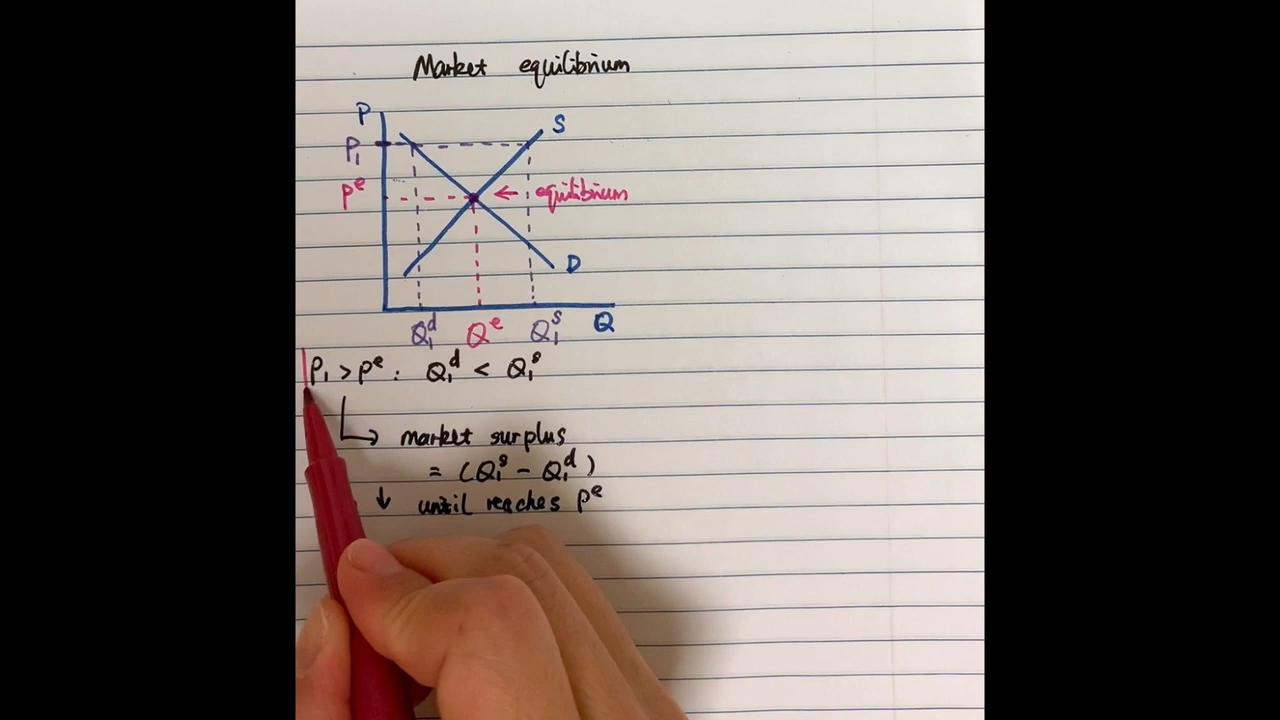 Market equilibrium
P
S
P₁
Pᵉ
← equilibrium
D
Q₁ᵈ Qᵉ Q₁ˢ Q
P₁ > Pᵉ : Q₁ᵈ < Q₁ˢ
↳ market surplus
= (Q₁ˢ - Q₁ᵈ)
↓ until reaches Pᵉ